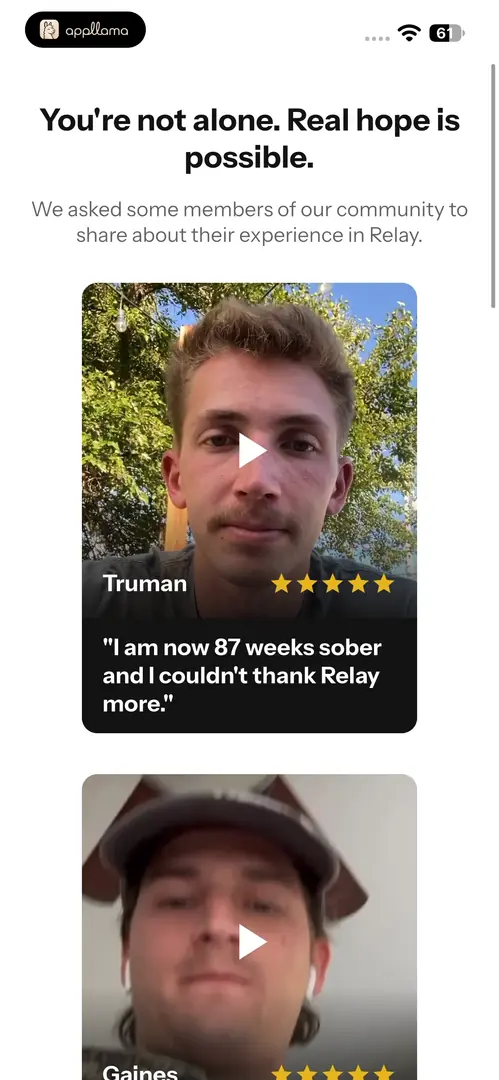 appllama
61
You're not alone. Real hope is
possible.
We asked some members of our community to
share about their experience in Relay.
Truman
"I am now 87 weeks sober
and I couldn't thank Relay
more."
Gaines